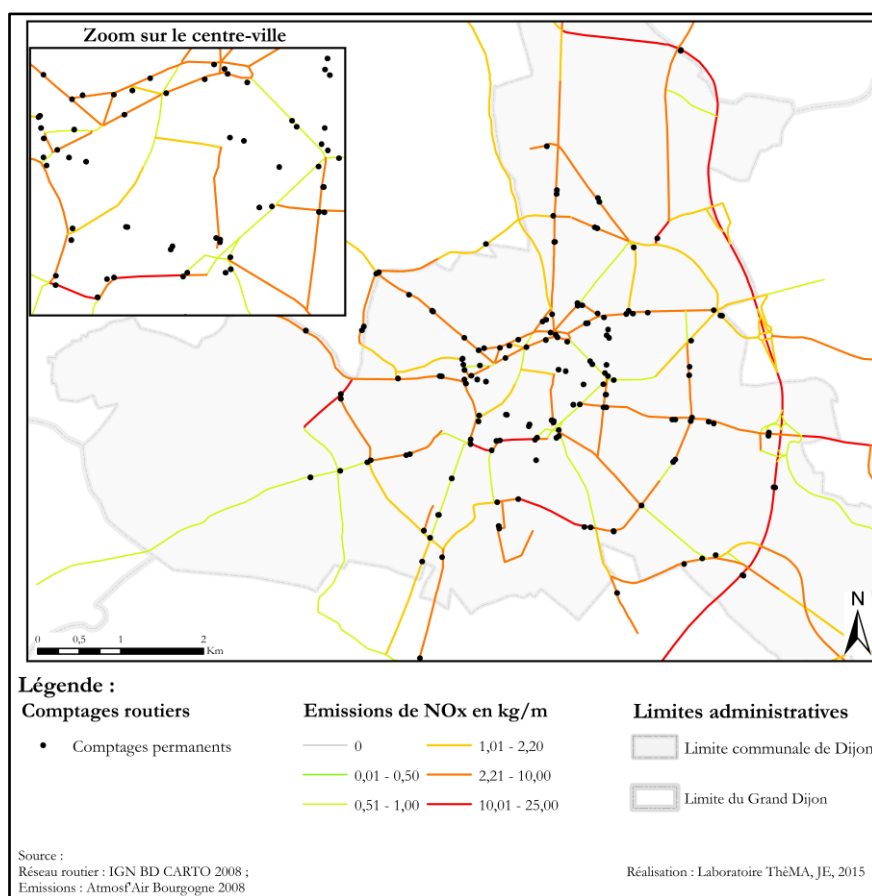 Zoom sur le centre-ville
N
0 0,5 1 2
Km
Légende :
Comptages routiers
Comptages permanents
Emissions de NOx en kg/m
0
0,01 - 0,50
0,51 - 1,00
1,01 - 2,20
2,21 - 10,00
10,01 - 25,00
Limites administratives
Limite communale de Dijon
Limite du Grand Dijon
Source :
Réseau routier : IGN BD CARTO 2008 ;
Emissions : Atmosf'Air Bourgogne 2008
Réalisation : Laboratoire ThèMA, JE, 2015